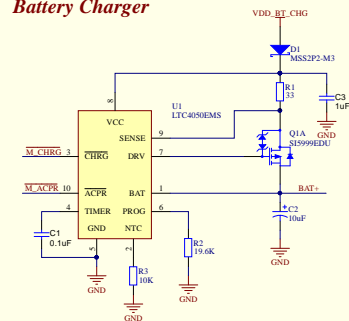 Battery Charger
VDD_BT_CHG
D1
MSS2P2-M3
R1
33
C3
1uF
GND
U1
LTC4050EMS
8
VCC
SENSE 9
Q1A
SI5999EDU
M_CHRG 3 CHRG
DRV 7
M_ACPR 10 ACPR
BAT 1
BAT+
4 TIMER
PROG 6
C1
0.1uF
GND
NTC
5
2
C2
10uF
R2
19.6K
R3
10K
GND
GND
GND
GND